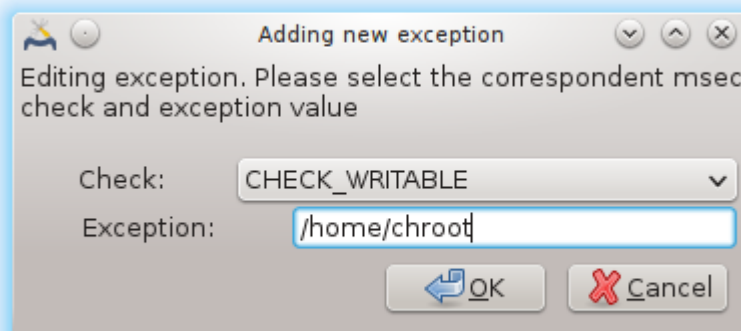 Adding new exception
Editing exception. Please select the correspondent msec
check and exception value
Check: CHECK_WRITABLE
Exception: /home/chroot
OK Cancel